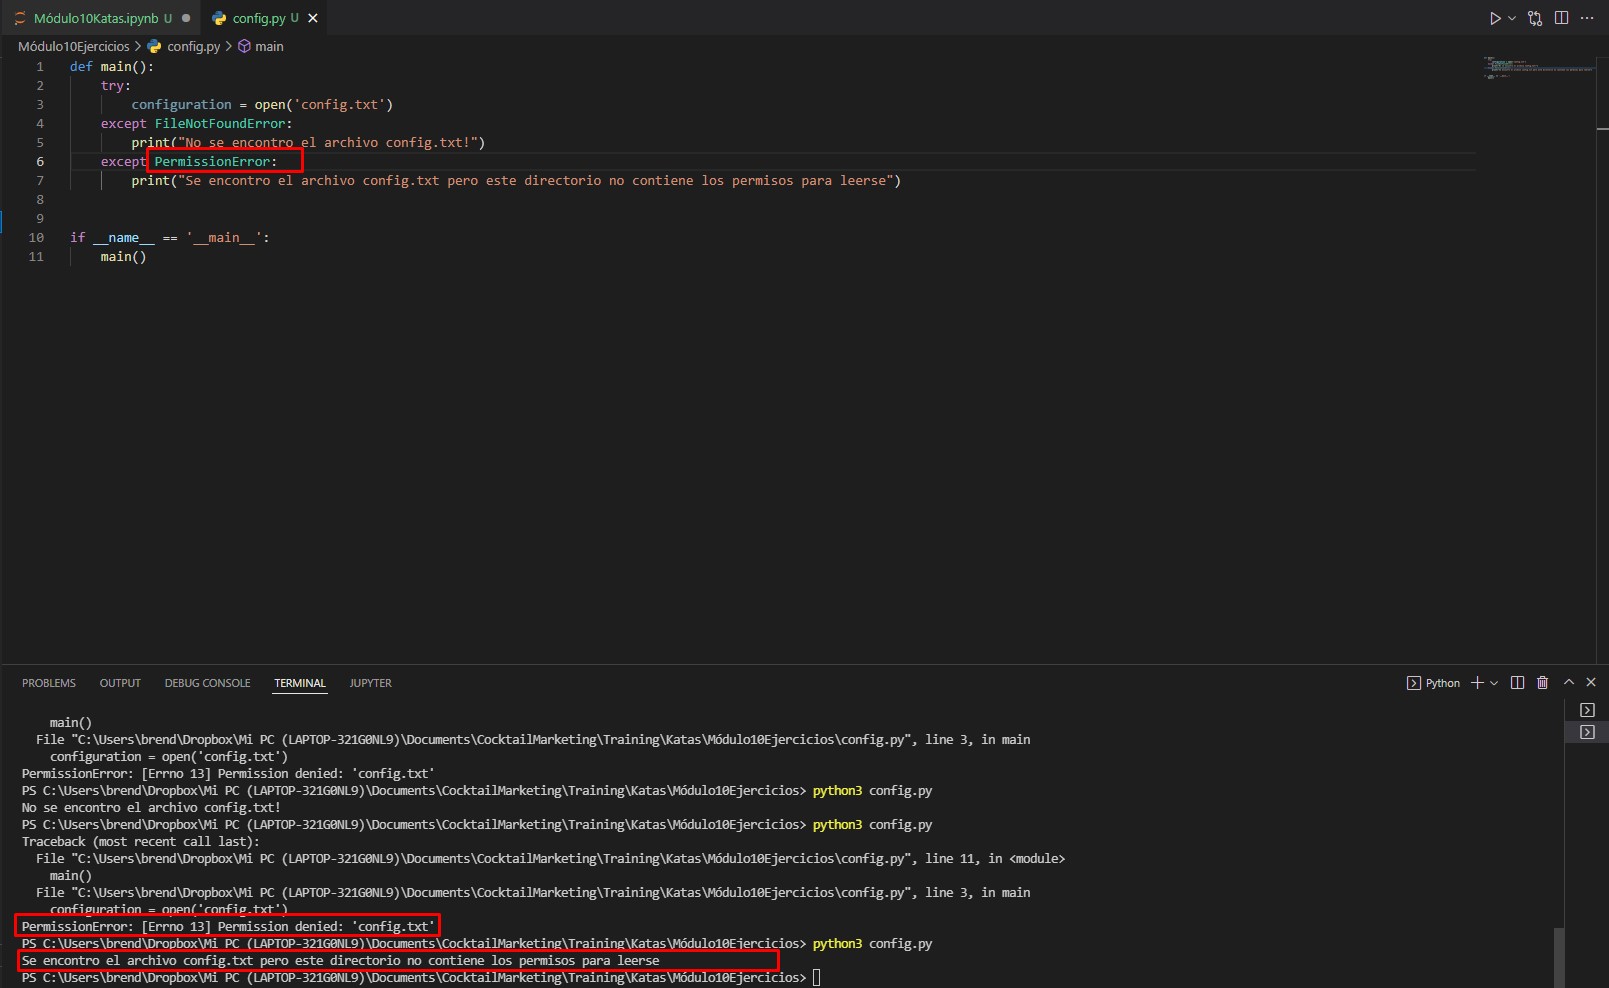 Módulo10Katas.ipynb U
config.py U
Módulo10Ejercicios > config.py > main
1 def main():
2     try:
3         configuration = open('config.txt')
4     except FileNotFoundError:
5         print("No se encontro el archivo config.txt!")
6     except PermissionError:
7         print("Se encontro el archivo config.txt pero este directorio no contiene los permisos para leerse")
8
9
10 if __name__ == '__main__':
11     main()
PROBLEMS OUTPUT DEBUG CONSOLE TERMINAL JUPYTER
Python
main()
File "C:\Users\brend\Dropbox\Mi PC (LAPTOP-321G0NL9)\Documents\CocktailMarketing\Training\Katas\Módulo10Ejercicios\config.py", line 3, in main
configuration = open('config.txt')
PermissionError: [Errno 13] Permission denied: 'config.txt'
PS C:\Users\brend\Dropbox\Mi PC (LAPTOP-321G0NL9)\Documents\CocktailMarketing\Training\Katas\Módulo10Ejercicios> python3 config.py
No se encontro el archivo config.txt!
PS C:\Users\brend\Dropbox\Mi PC (LAPTOP-321G0NL9)\Documents\CocktailMarketing\Training\Katas\Módulo10Ejercicios> python3 config.py
Traceback (most recent call last):
File "C:\Users\brend\Dropbox\Mi PC (LAPTOP-321G0NL9)\Documents\CocktailMarketing\Training\Katas\Módulo10Ejercicios\config.py", line 11, in <module>
main()
File "C:\Users\brend\Dropbox\Mi PC (LAPTOP-321G0NL9)\Documents\CocktailMarketing\Training\Katas\Módulo10Ejercicios\config.py", line 3, in main
configuration = open('config.txt')
PermissionError: [Errno 13] Permission denied: 'config.txt'
PS C:\Users\brend\Dropbox\Mi PC (LAPTOP-321G0NL9)\Documents\CocktailMarketing\Training\Katas\Módulo10Ejercicios> python3 config.py
Se encontro el archivo config.txt pero este directorio no contiene los permisos para leerse
PS C:\Users\brend\Dropbox\Mi PC (LAPTOP-321G0NL9)\Documents\CocktailMarketing\Training\Katas\Módulo10Ejercicios>